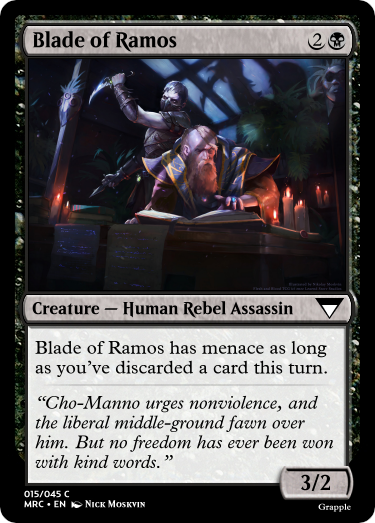 Blade of Ramos 2
Creature — Human Rebel Assassin
Blade of Ramos has menace as long
as you've discarded a card this turn.
“Cho-Manno urges nonviolence, and
the liberal middle-ground fawn over
him. But no freedom has ever been won
with kind words.”
3/2
015/045 C
MRC • EN Nick Moskvin
Grapple